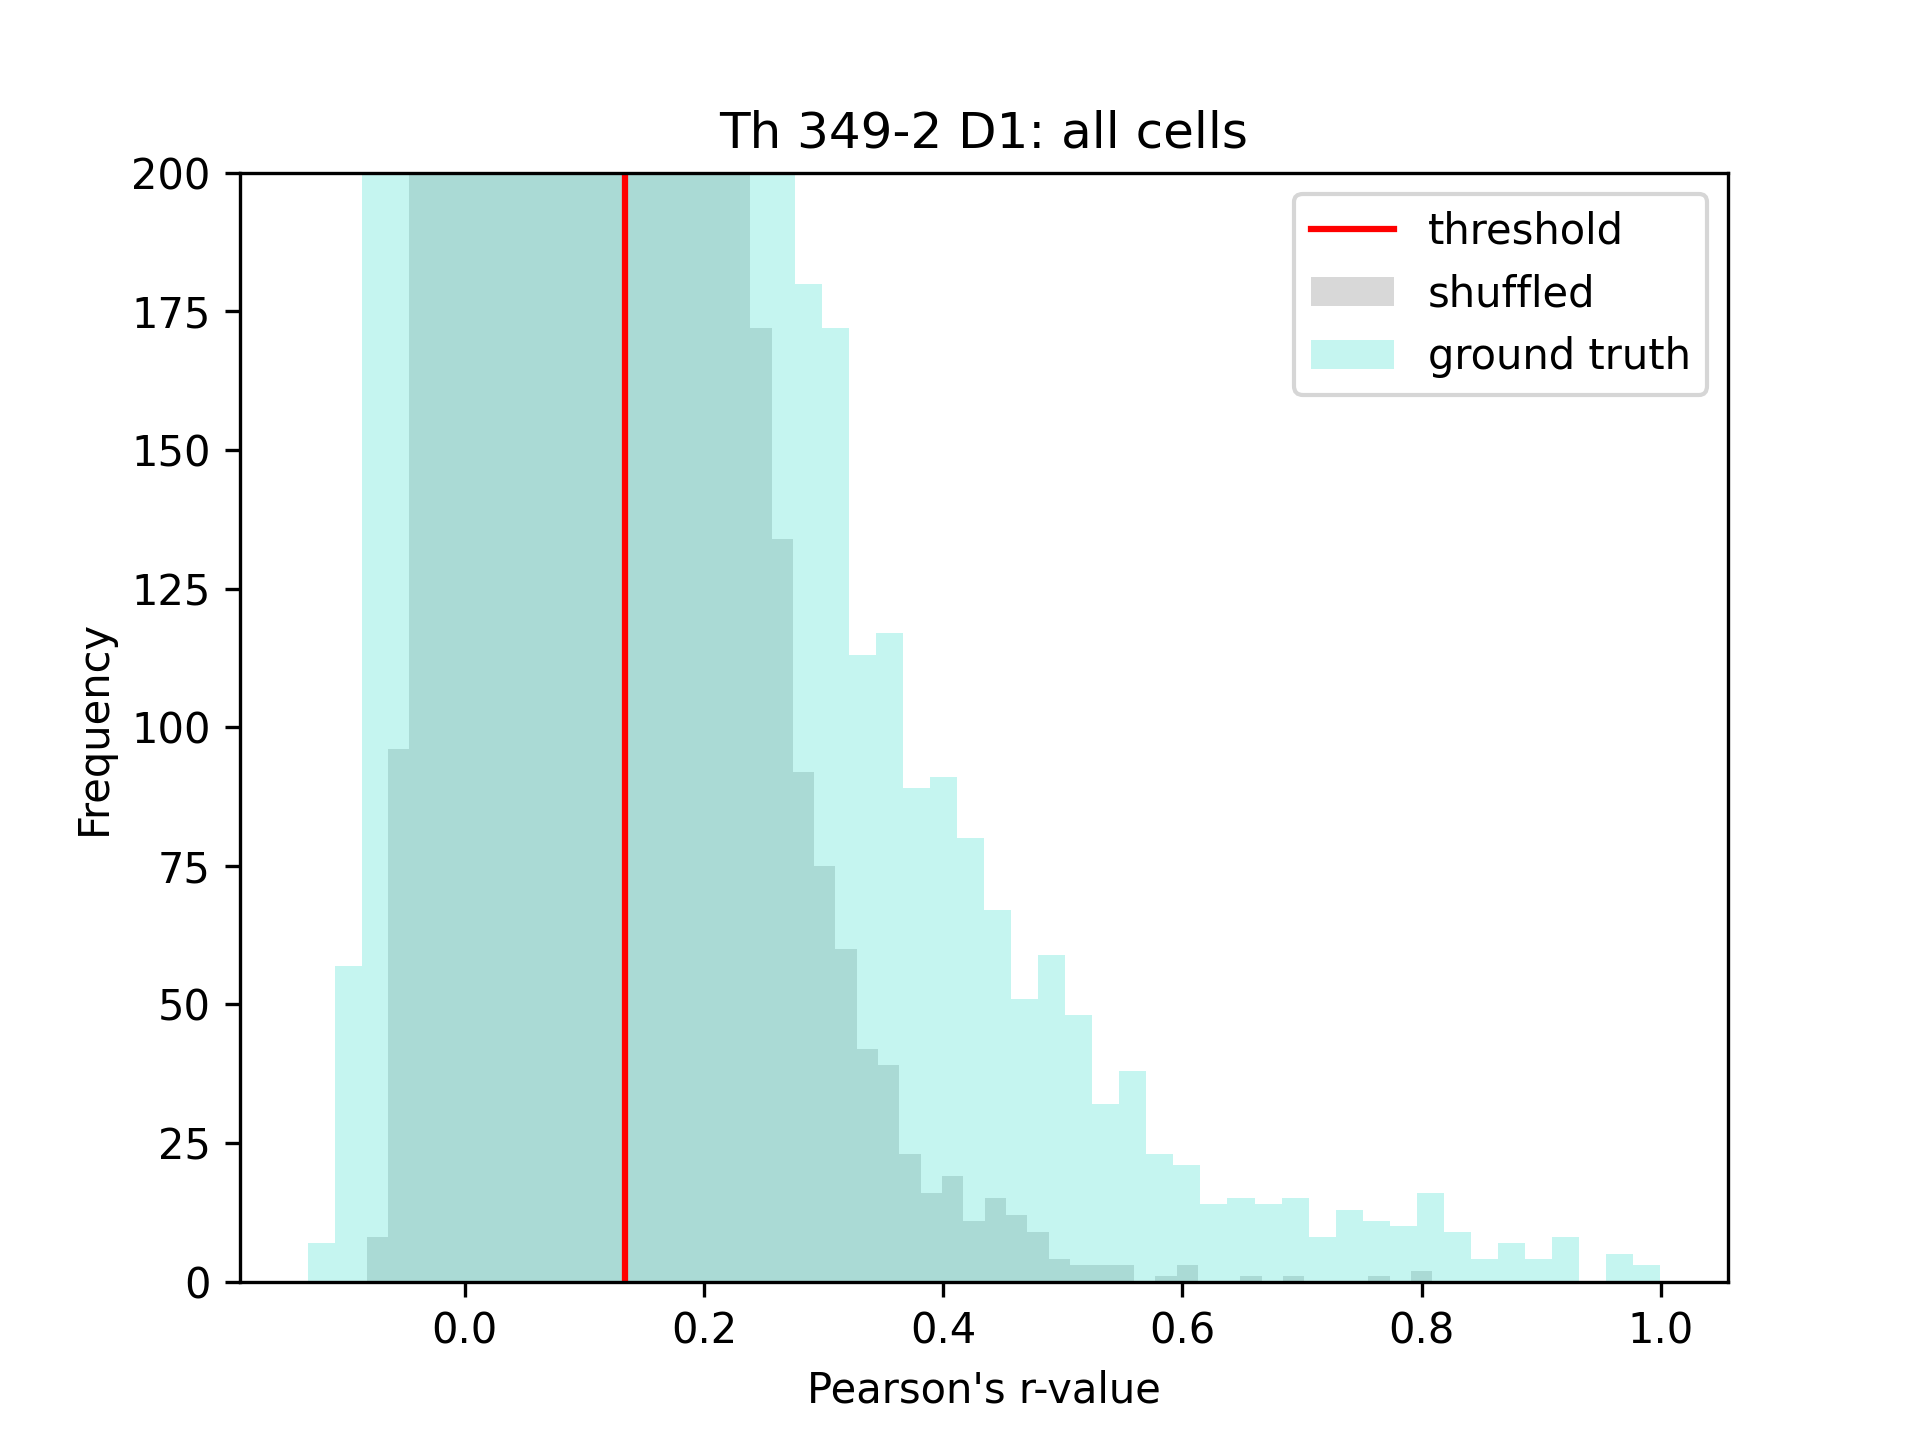 Th 349-2 D1: all cells
200
175
150
125
100
75
50
25
0
Frequency
threshold
shuffled
ground truth
0.0 0.2 0.4 0.6 0.8 1.0
Pearson's r-value